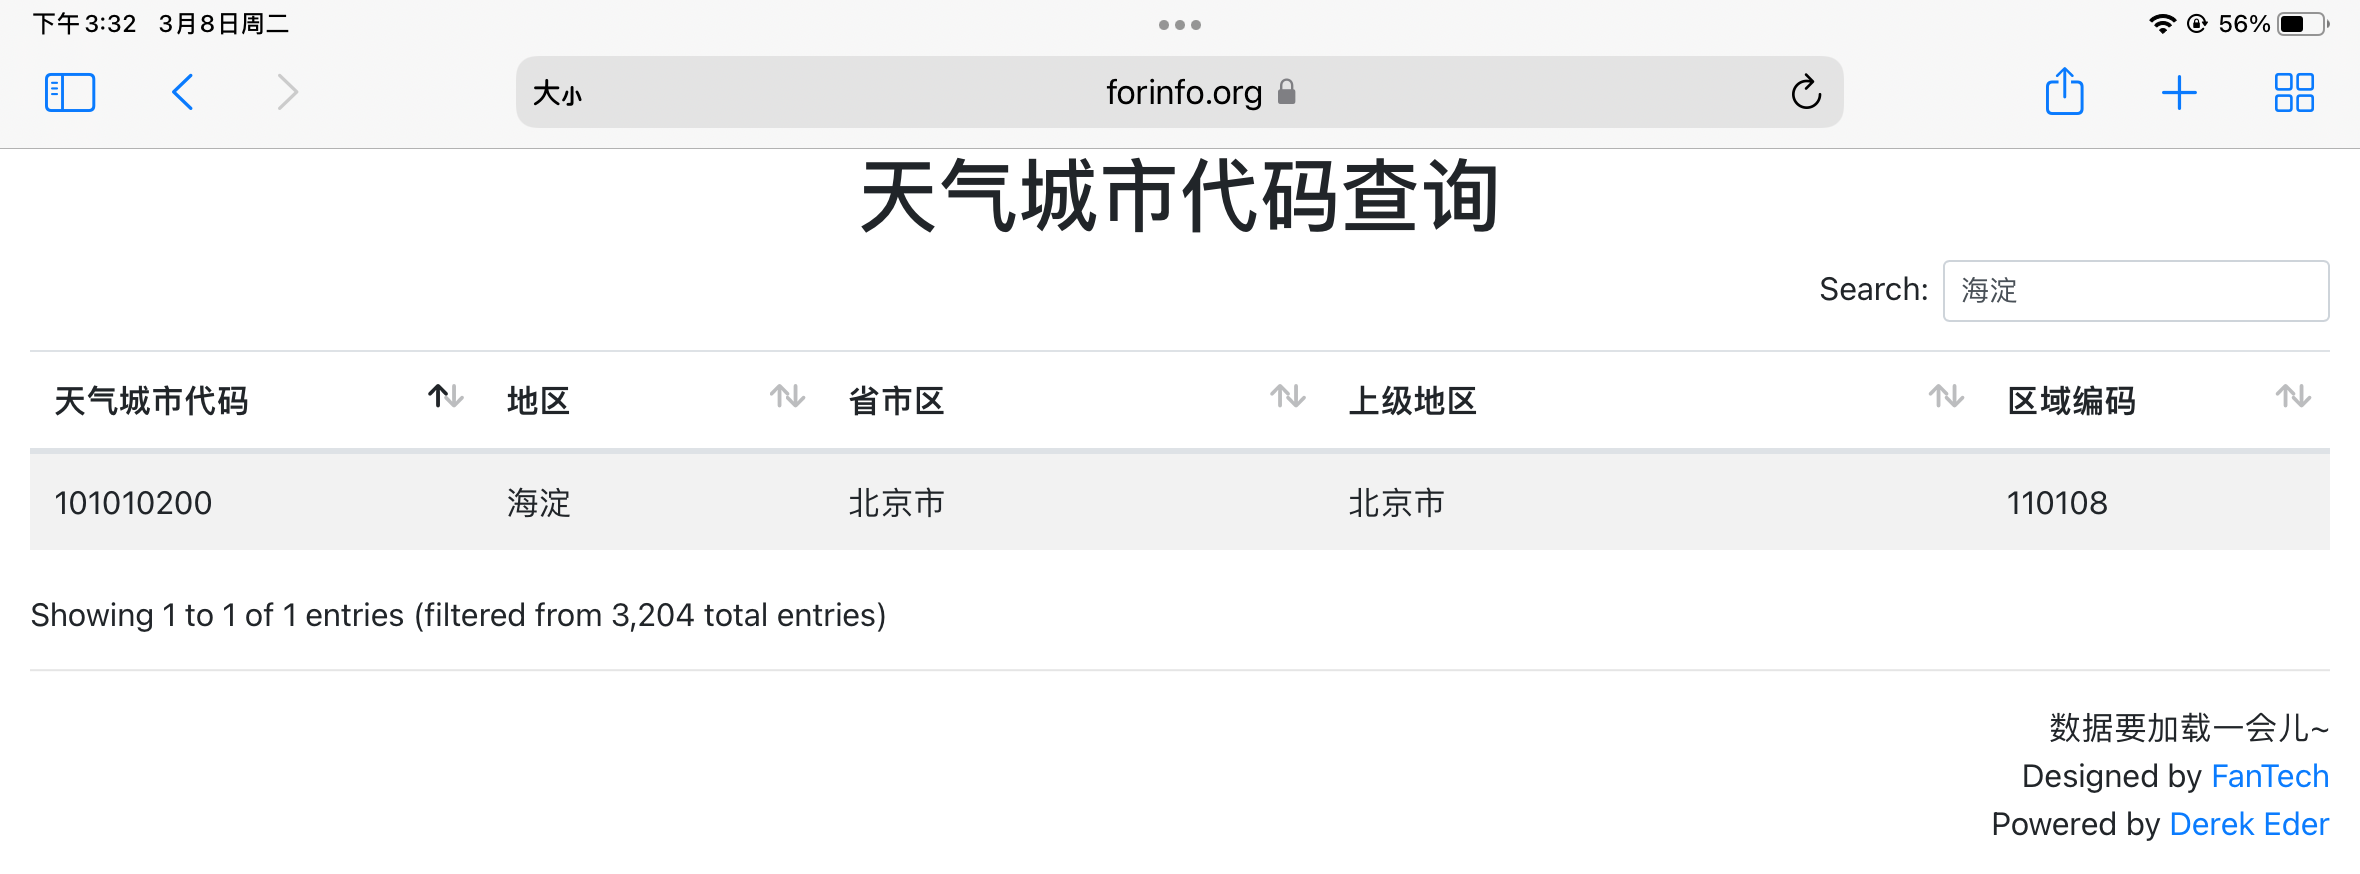 下午3:32 3月8日周二 56%
大小 forinfo.org
天气城市代码查询
Search: 海淀
天气城市代码 地区 省市区 上级地区 区域编码
101010200 海淀 北京市 北京市 110108
Showing 1 to 1 of 1 entries (filtered from 3,204 total entries)
数据要加载一会儿~
Designed by FanTech
Powered by Derek Eder